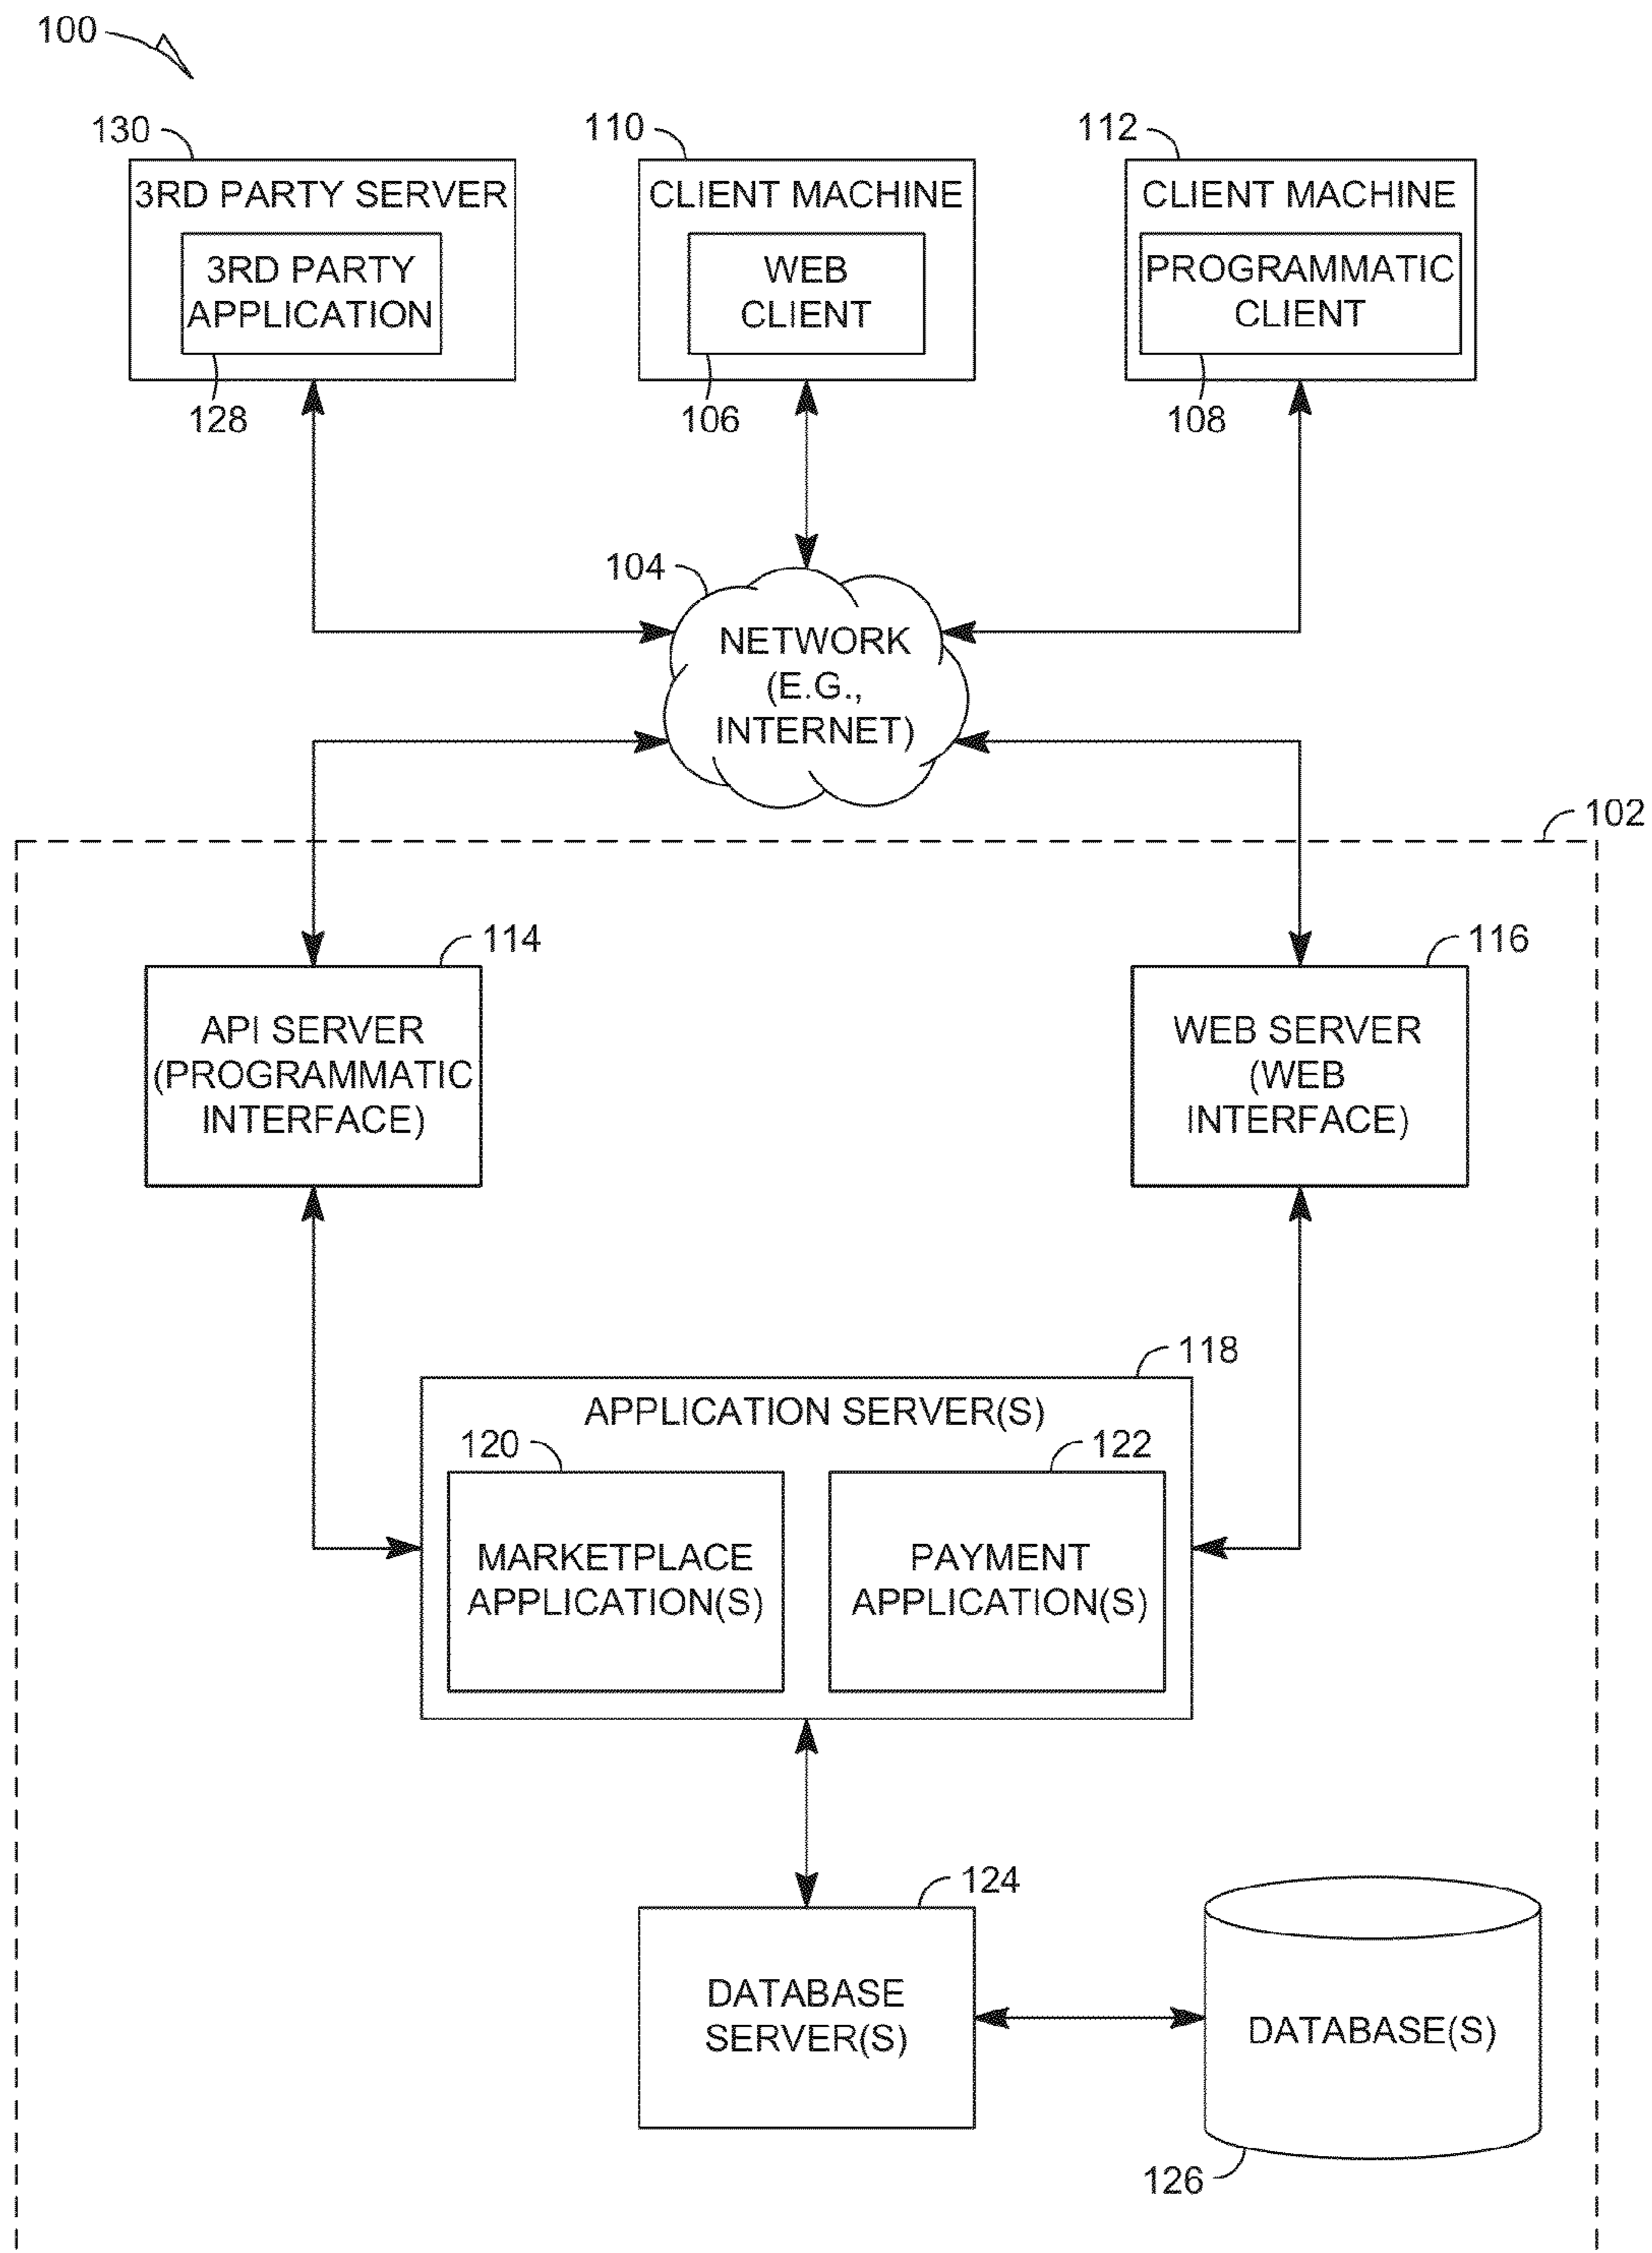 100
130
110
112
3RD PARTY SERVER
CLIENT MACHINE
CLIENT MACHINE
3RD PARTY
APPLICATION
WEB
CLIENT
PROGRAMMATIC
CLIENT
128
106
108
104
NETWORK
(E.G.,
INTERNET)
102
114
116
API SERVER
(PROGRAMMATIC
INTERFACE)
WEB SERVER
(WEB
INTERFACE)
118
APPLICATION SERVER(S)
120
122
MARKETPLACE
APPLICATION(S)
PAYMENT
APPLICATION(S)
124
DATABASE
SERVER(S)
DATABASE(S)
126